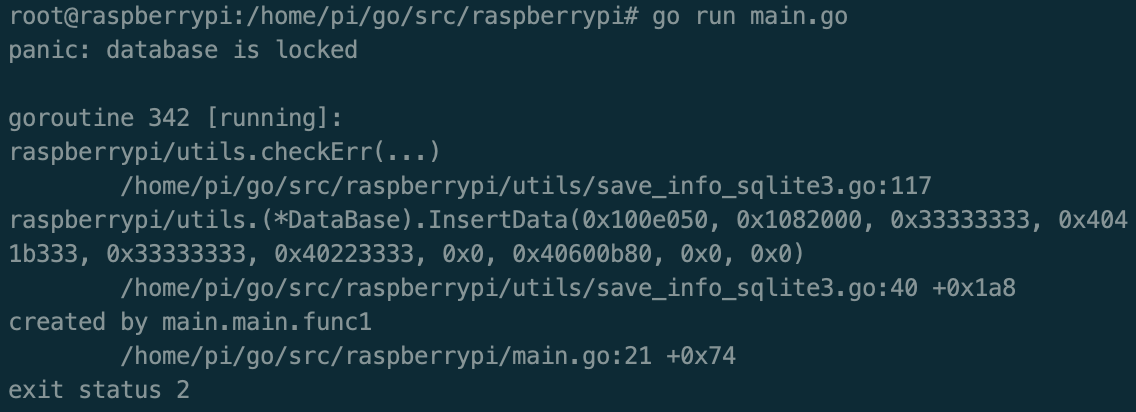 root@raspberrypi:/home/pi/go/src/raspberrypi# go run main.go
panic: database is locked

goroutine 342 [running]:
raspberrypi/utils.checkErr(...)
        /home/pi/go/src/raspberrypi/utils/save_info_sqlite3.go:117
raspberrypi/utils.(*DataBase).InsertData(0x100e050, 0x1082000, 0x33333333, 0x404
1b333, 0x33333333, 0x40223333, 0x0, 0x40600b80, 0x0, 0x0)
        /home/pi/go/src/raspberrypi/utils/save_info_sqlite3.go:40 +0x1a8
created by main.main.func1
        /home/pi/go/src/raspberrypi/main.go:21 +0x74
exit status 2